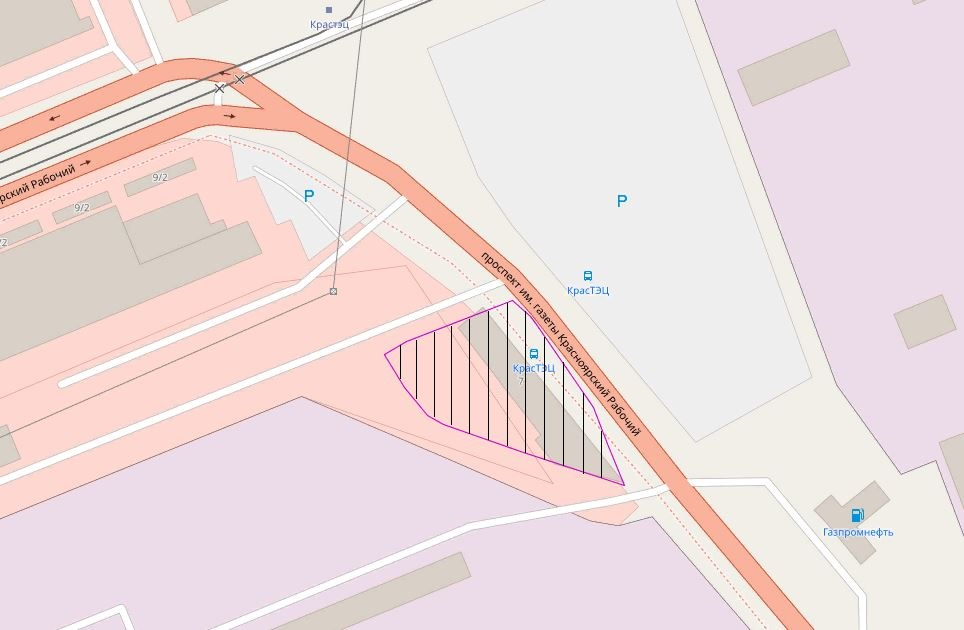 Крастэц
рский Рабочий
9/2
9/2
/2
P
P
КрасТЭЦ
проспект им. газеты Красноярский Рабочий
КрасТЭЦ
7
Газпромнефть